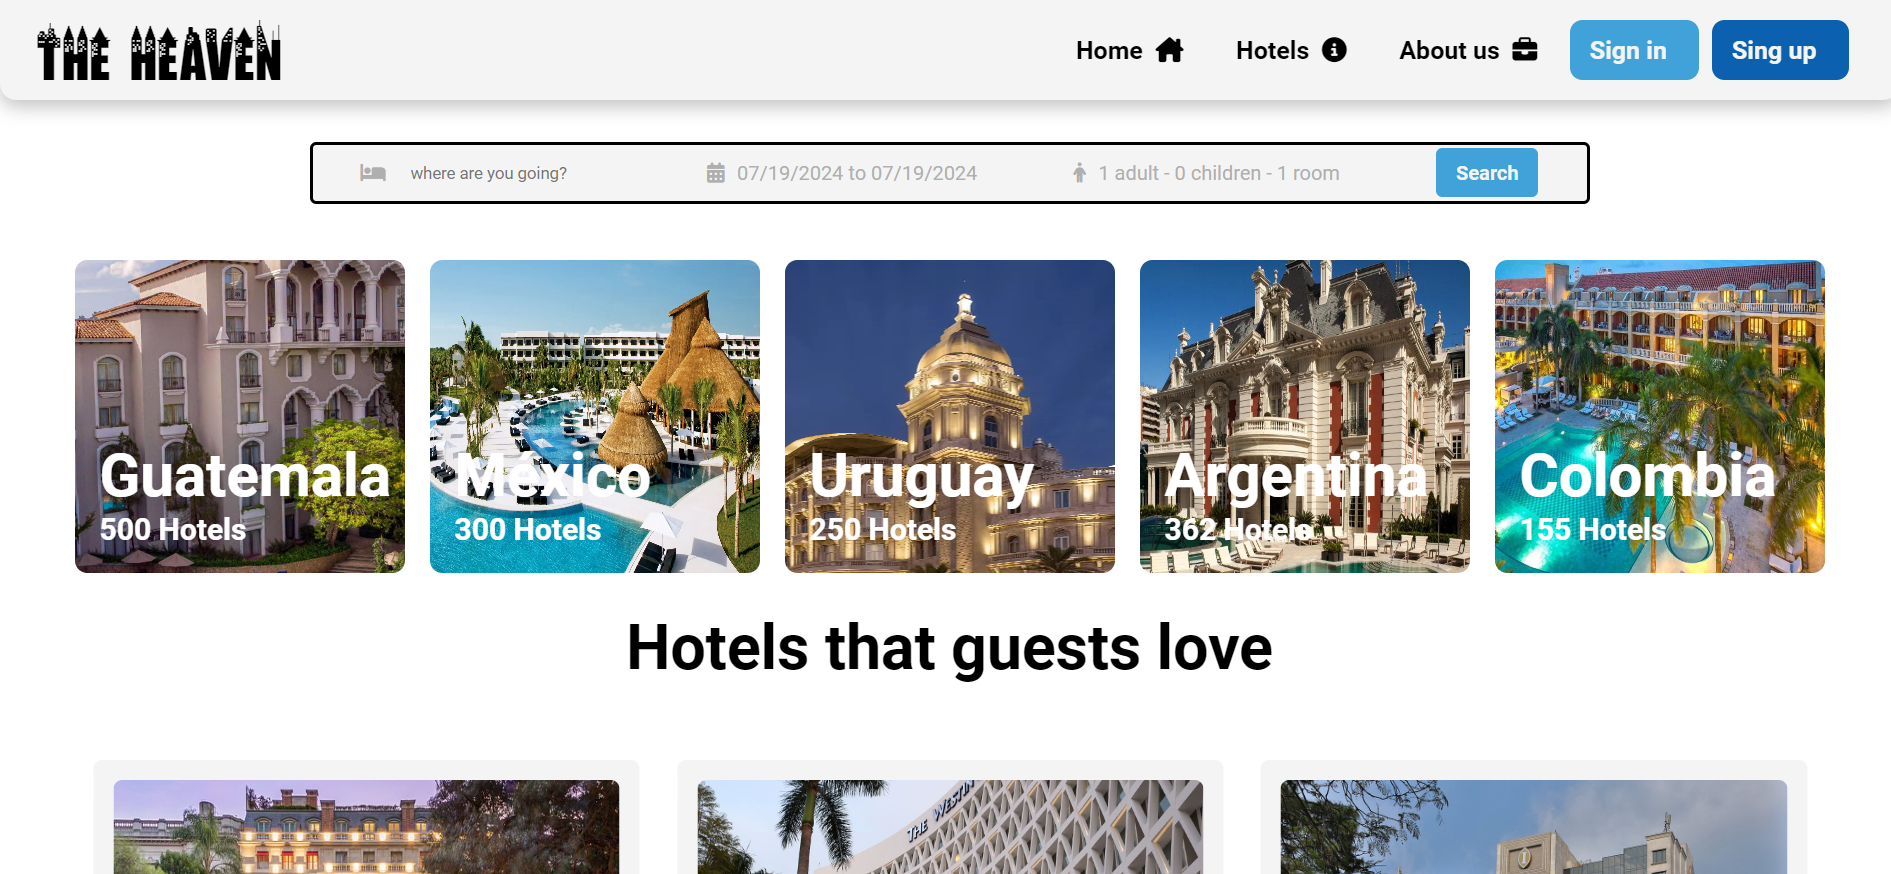 THE HEAVEN
Home
Hotels
About us
Sign in
Sing up
where are you going?
07/19/2024 to 07/19/2024
1 adult - 0 children - 1 room
Search
Guatemala
500 Hotels
México
300 Hotels
Uruguay
250 Hotels
Argentina
362 Hotels
Colombia
155 Hotels
Hotels that guests love
THE WESTIN